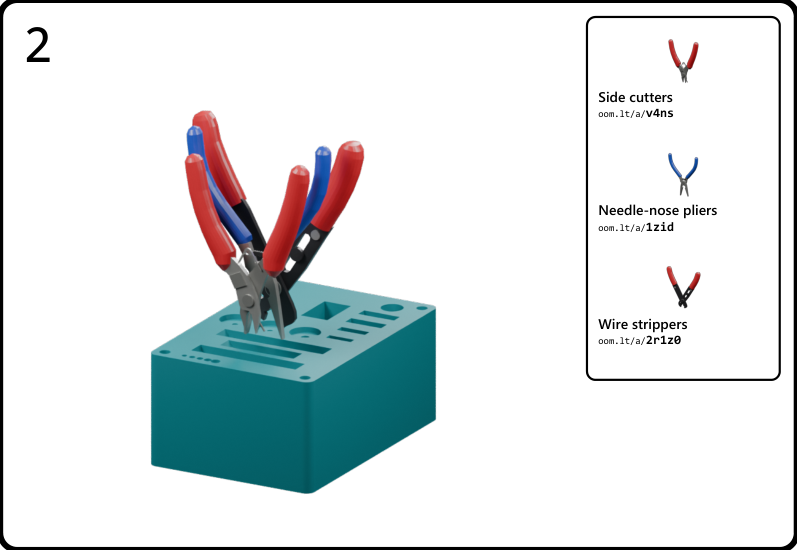 2
Side cutters
oom.lt/a/v4ns
Needle-nose pliers
oom.lt/a/1zid
Wire strippers
oom.lt/a/2r1z0